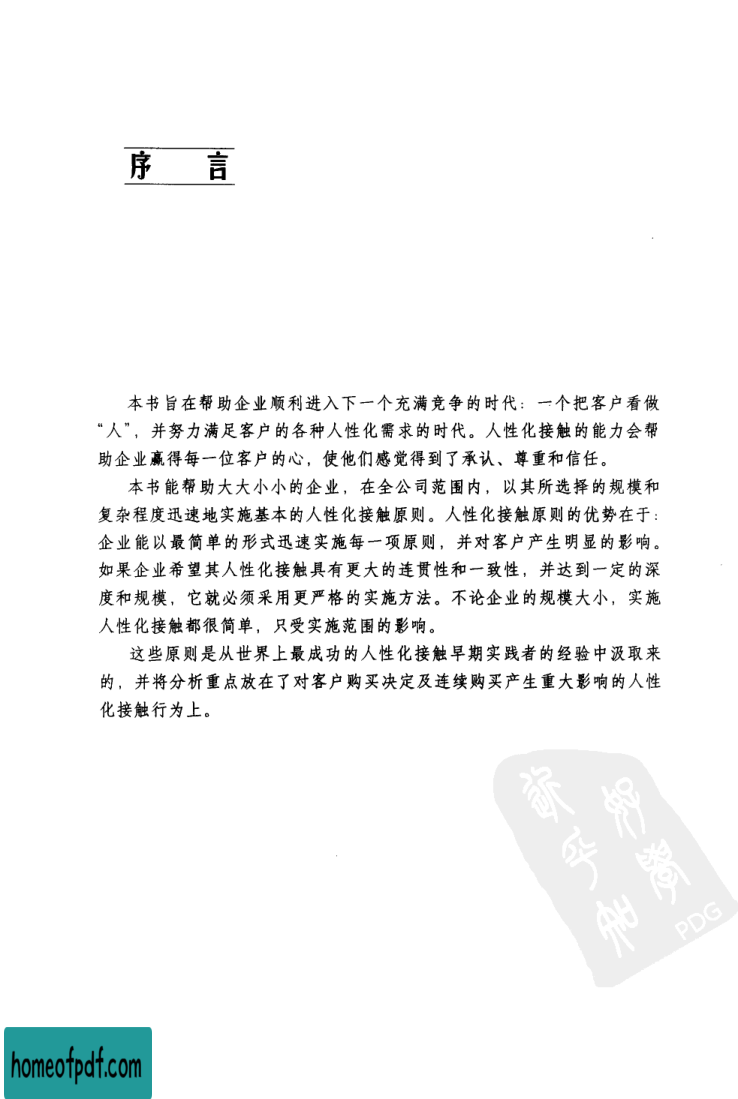 序 言
本书旨在帮助企业顺利进入下一个充满竞争的时代：一个把客户看做
“人”，并努力满足客户的各种人性化需求的时代。人性化接触的能力会帮
助企业赢得每一位客户的心，使他们感觉得到了承认、尊重和信任。
本书能帮助大大小小的企业，在全公司范围内，以其所选择的规模和
复杂程度迅速地实施基本的人性化接触原则。人性化接触原则的优势在于：
企业能以最简单的形式迅速实施每一项原则，并对客户产生明显的影响。
如果企业希望其人性化接触具有更大的连贯性和一致性，并达到一定的深
度和规模，它就必须采用更严格的实施方法。不论企业的规模大小，实施
人性化接触都很简单，只受实施范围的影响。
这些原则是从世界上最成功的人性化接触早期实践者的经验中汲取来
的，并将分析重点放在了对客户购买决定及连续购买产生重大影响的人性
化接触行为上。
好學
PDG
homeofpdf.com